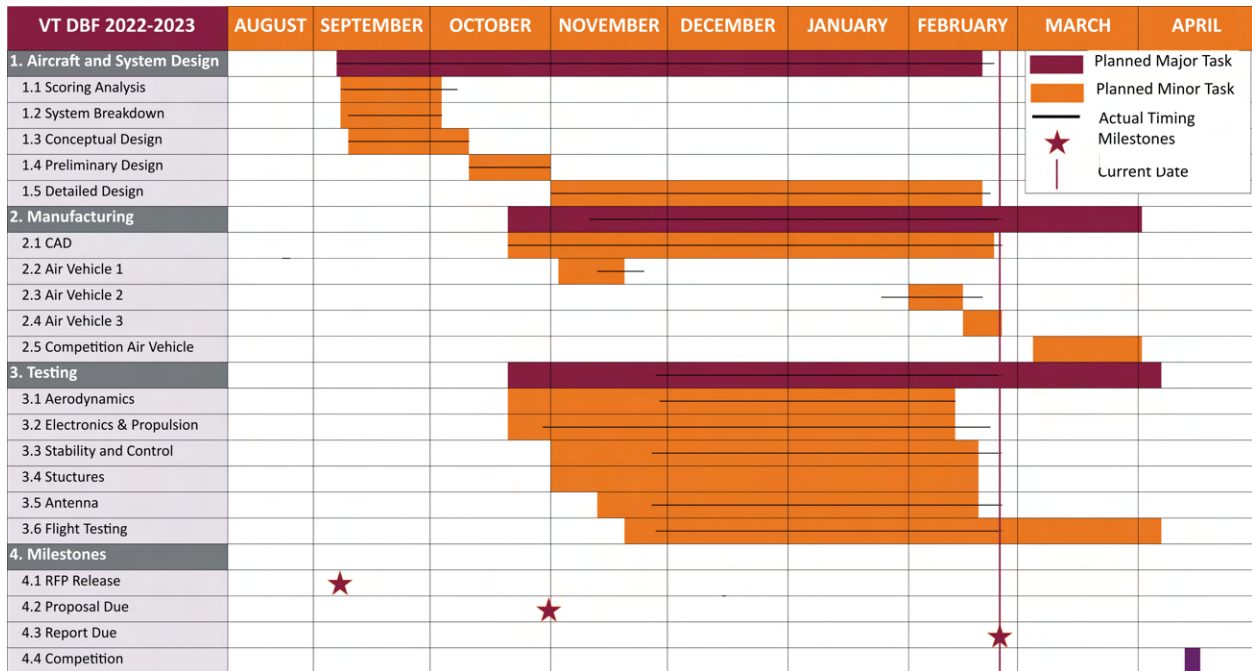 VT DBF 2022-2023 AUGUST SEPTEMBER OCTOBER NOVEMBER DECEMBER JANUARY FEBRUARY MARCH APRIL
1. Aircraft and System Design
1.1 Scoring Analysis
1.2 System Breakdown
1.3 Conceptual Design
1.4 Preliminary Design
1.5 Detailed Design
2. Manufacturing
2.1 CAD
2.2 Air Vehicle 1
2.3 Air Vehicle 2
2.4 Air Vehicle 3
2.5 Competition Air Vehicle
3. Testing
3.1 Aerodynamics
3.2 Electronics & Propulsion
3.3 Stability and Control
3.4 Stuctures
3.5 Antenna
3.6 Flight Testing
4. Milestones
4.1 RFP Release
4.2 Proposal Due
4.3 Report Due
4.4 Competition
Planned Major Task
Planned Minor Task
Actual Timing
Milestones
Current Date